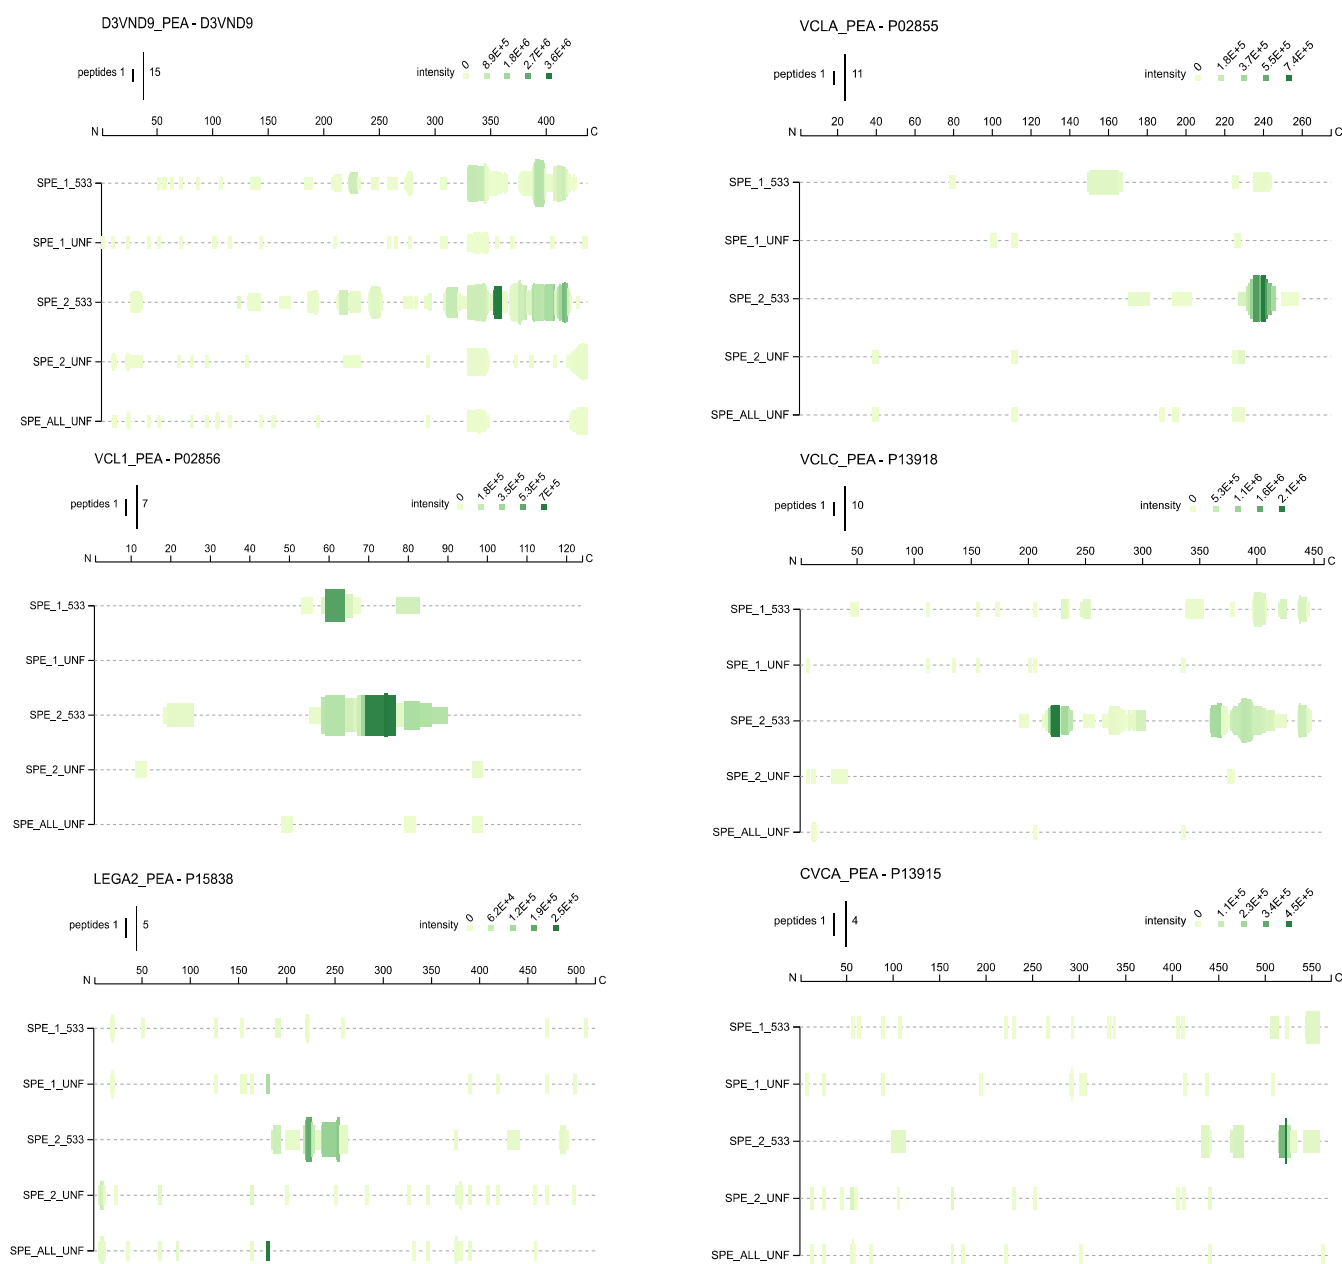 D3VND9_PEA - D3VND9
peptides 1 15
intensity 0 8.9E+5 1.8E+6 2.7E+6 3.6E+6
N 50 100 150 200 250 300 350 400 C
SPE_1_533
SPE_1_UNF
SPE_2_533
SPE_2_UNF
SPE_ALL_UNF
VCLA_PEA - P02855
peptides 1 11
intensity 0 1.8E+5 3.7E+5 5.5E+5 7.4E+5
N 20 40 60 80 100 120 140 160 180 200 220 240 260 C
SPE_1_533
SPE_1_UNF
SPE_2_533
SPE_2_UNF
SPE_ALL_UNF
VCL1_PEA - P02856
peptides 1 7
intensity 0 1.8E+5 3.5E+5 5.3E+5 7E+5
N 10 20 30 40 50 60 70 80 90 100 110 120 C
SPE_1_533
SPE_1_UNF
SPE_2_533
SPE_2_UNF
SPE_ALL_UNF
VCLC_PEA - P13918
peptides 1 10
intensity 0 5.3E+5 1.1E+6 1.6E+6 2.1E+6
N 50 100 150 200 250 300 350 400 450 C
SPE_1_533
SPE_1_UNF
SPE_2_533
SPE_2_UNF
SPE_ALL_UNF
LEGA2_PEA - P15838
peptides 1 5
intensity 0 6.2E+4 1.2E+5 1.9E+5 2.5E+5
N 50 100 150 200 250 300 350 400 450 500 C
SPE_1_533
SPE_1_UNF
SPE_2_533
SPE_2_UNF
SPE_ALL_UNF
CVCA_PEA - P13915
peptides 1 4
intensity 0 1.1E+5 2.3E+5 3.4E+5 4.5E+5
N 50 100 150 200 250 300 350 400 450 500 550 C
SPE_1_533
SPE_1_UNF
SPE_2_533
SPE_2_UNF
SPE_ALL_UNF